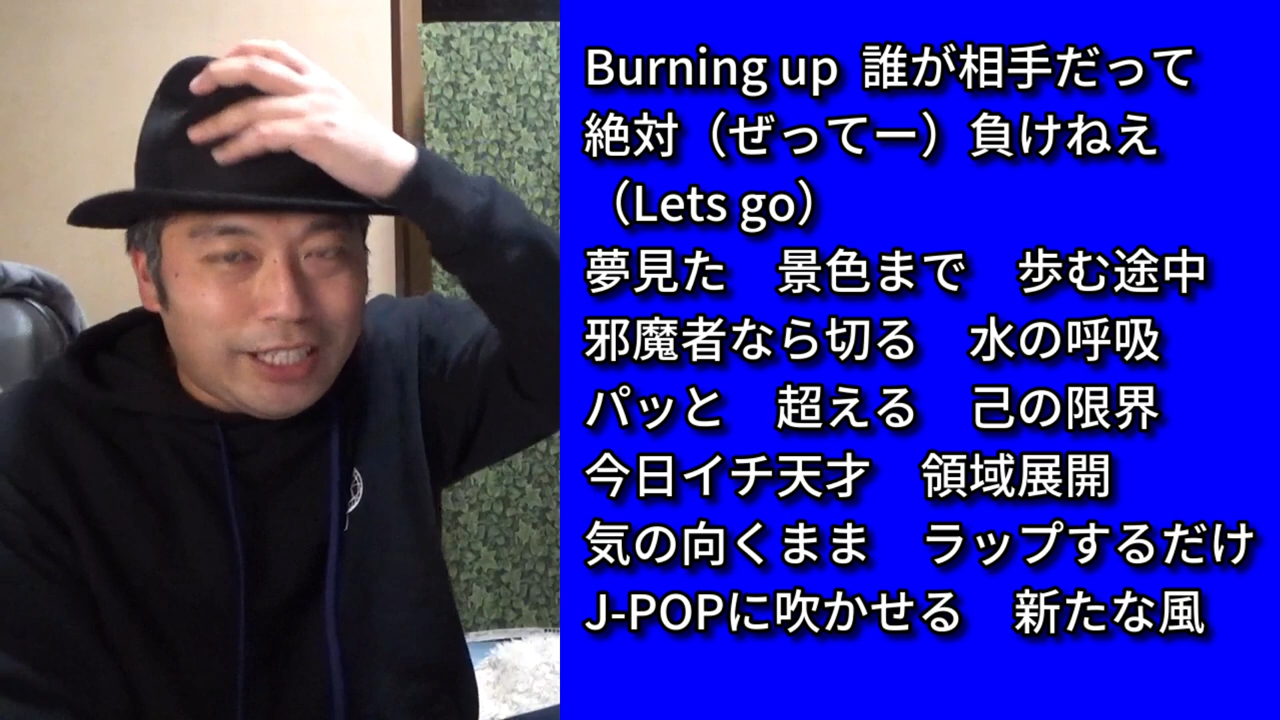 Burning up 誰が相手だって
絶対（ぜってー）負けねえ
（Lets go）
夢見た　景色まで　歩む途中
邪魔者なら切る　水の呼吸
パッと　超える　己の限界
今日イチ天才　領域展開
気の向くまま　ラップするだけ
J-POPに吹かせる　新たな風